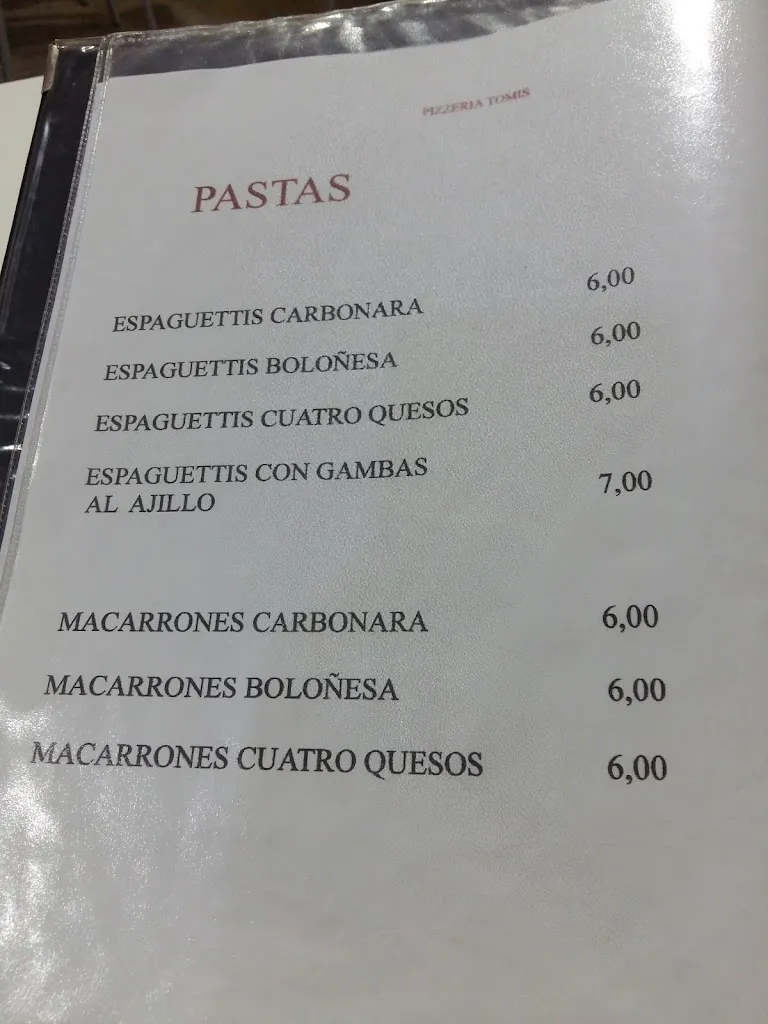 PIZZERIA TOMIS
PASTAS
ESPAGUETTIS CARBONARA 6,00
ESPAGUETTIS BOLOÑESA 6,00
ESPAGUETTIS CUATRO QUESOS 6,00
ESPAGUETTIS CON GAMBAS
AL AJILLO 7,00
MACARRONES CARBONARA 6,00
MACARRONES BOLOÑESA 6,00
MACARRONES CUATRO QUESOS 6,00